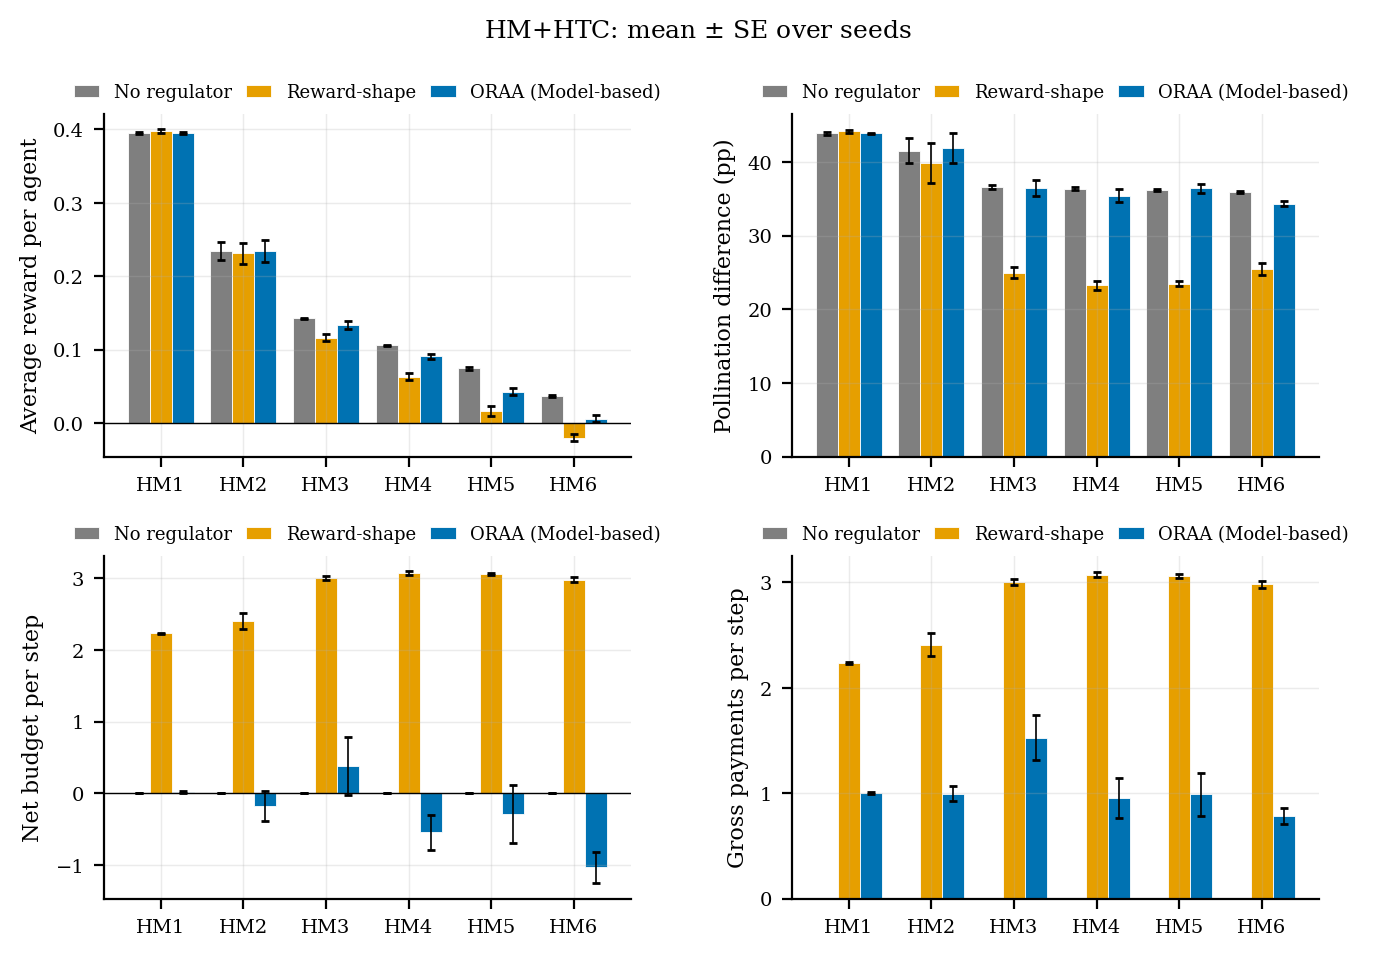 HM+HTC: mean ± SE over seeds
No regulator Reward-shape ORAA (Model-based)
Average reward per agent
0.4
0.3
0.2
0.1
0.0
HM1 HM2 HM3 HM4 HM5 HM6
No regulator Reward-shape ORAA (Model-based)
Pollination difference (pp)
40
30
20
10
0
HM1 HM2 HM3 HM4 HM5 HM6
No regulator Reward-shape ORAA (Model-based)
Net budget per step
3
2
1
0
−1
HM1 HM2 HM3 HM4 HM5 HM6
No regulator Reward-shape ORAA (Model-based)
Gross payments per step
3
2
1
0
HM1 HM2 HM3 HM4 HM5 HM6